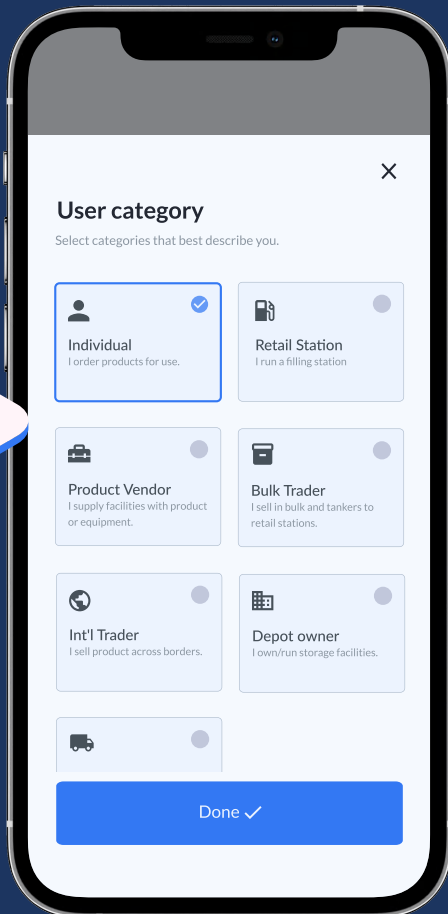 User category
Select categories that best describe you.
Individual
I order products for use.
Retail Station
I run a filling station
Product Vendor
I supply facilities with product
or equipment.
Bulk Trader
I sell in bulk and tankers to
retail stations.
Int'l Trader
I sell product across borders.
Depot owner
I own/run storage facilities.
Done